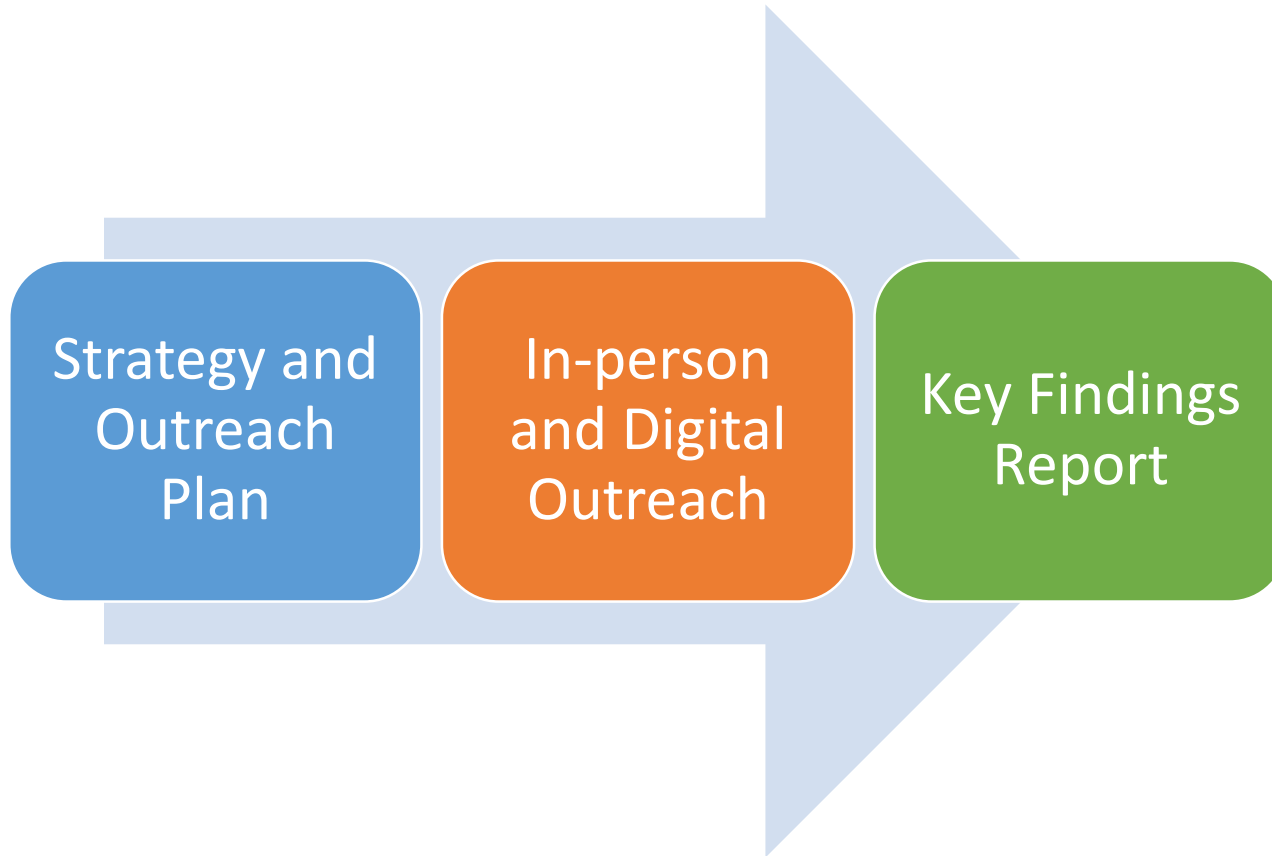 Strategy and
Outreach
Plan
In-person
and Digital
Outreach
Key Findings
Report